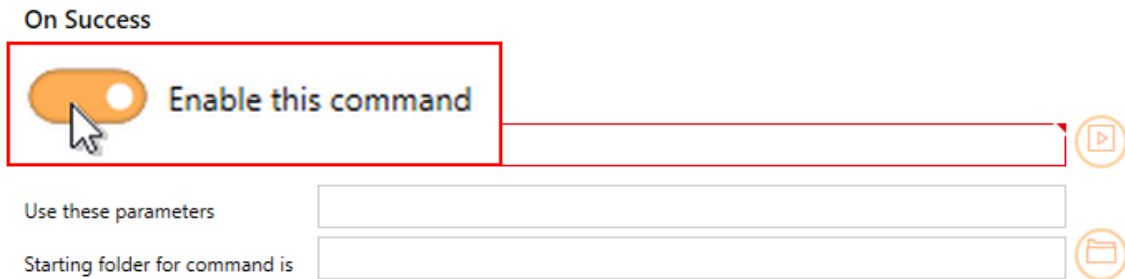 On Success
Enable this command
Use these parameters
Starting folder for command is